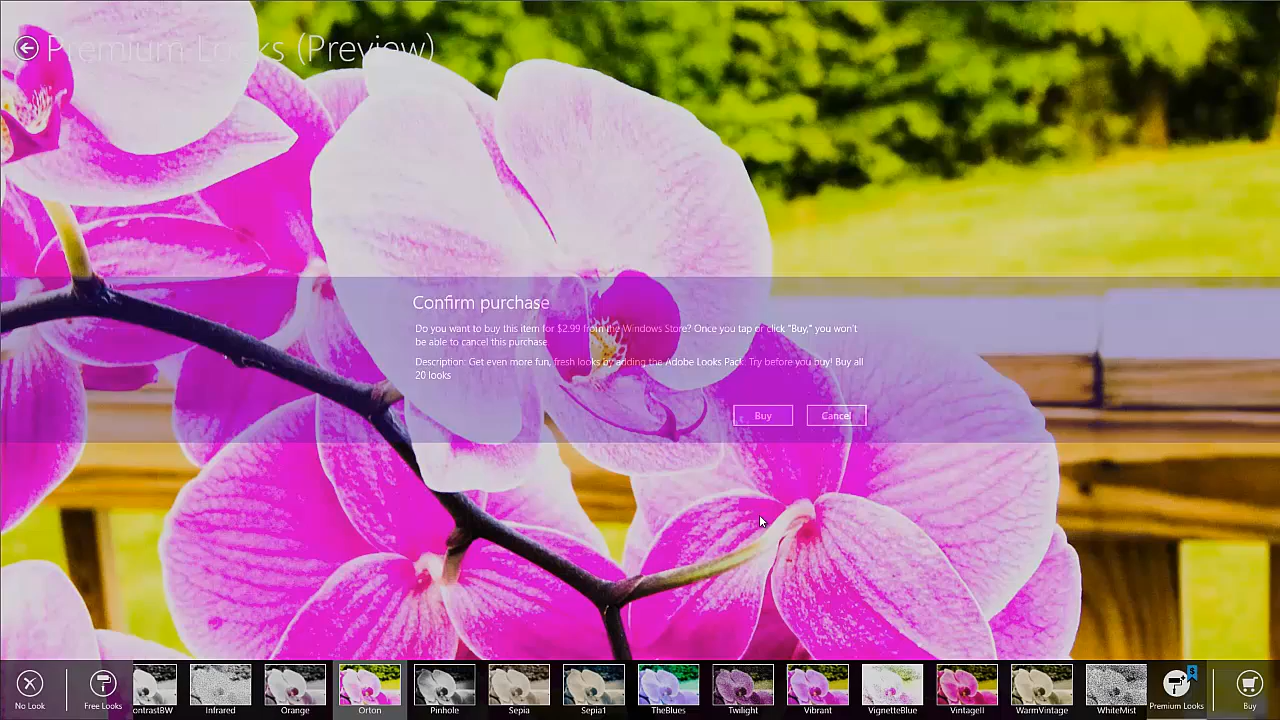 Premium Looks (Preview)
Confirm purchase
Do you want to buy this item for $2.99 from the Windows Store? Once you tap or click "Buy," you won't
be able to cancel this purchase.
Description: Get even more fun, fresh looks by adding the Adobe Looks Pack. Try before you buy! Buy all
20 looks
Buy Cancel
No Look Free Looks ontrastBW Infrared Orange Orton Pinhole Sepia Sepia1 TheBlues Twilight Vibrant VignetteBlue VintageII WarmVintage WhiteMist Premium Looks Buy